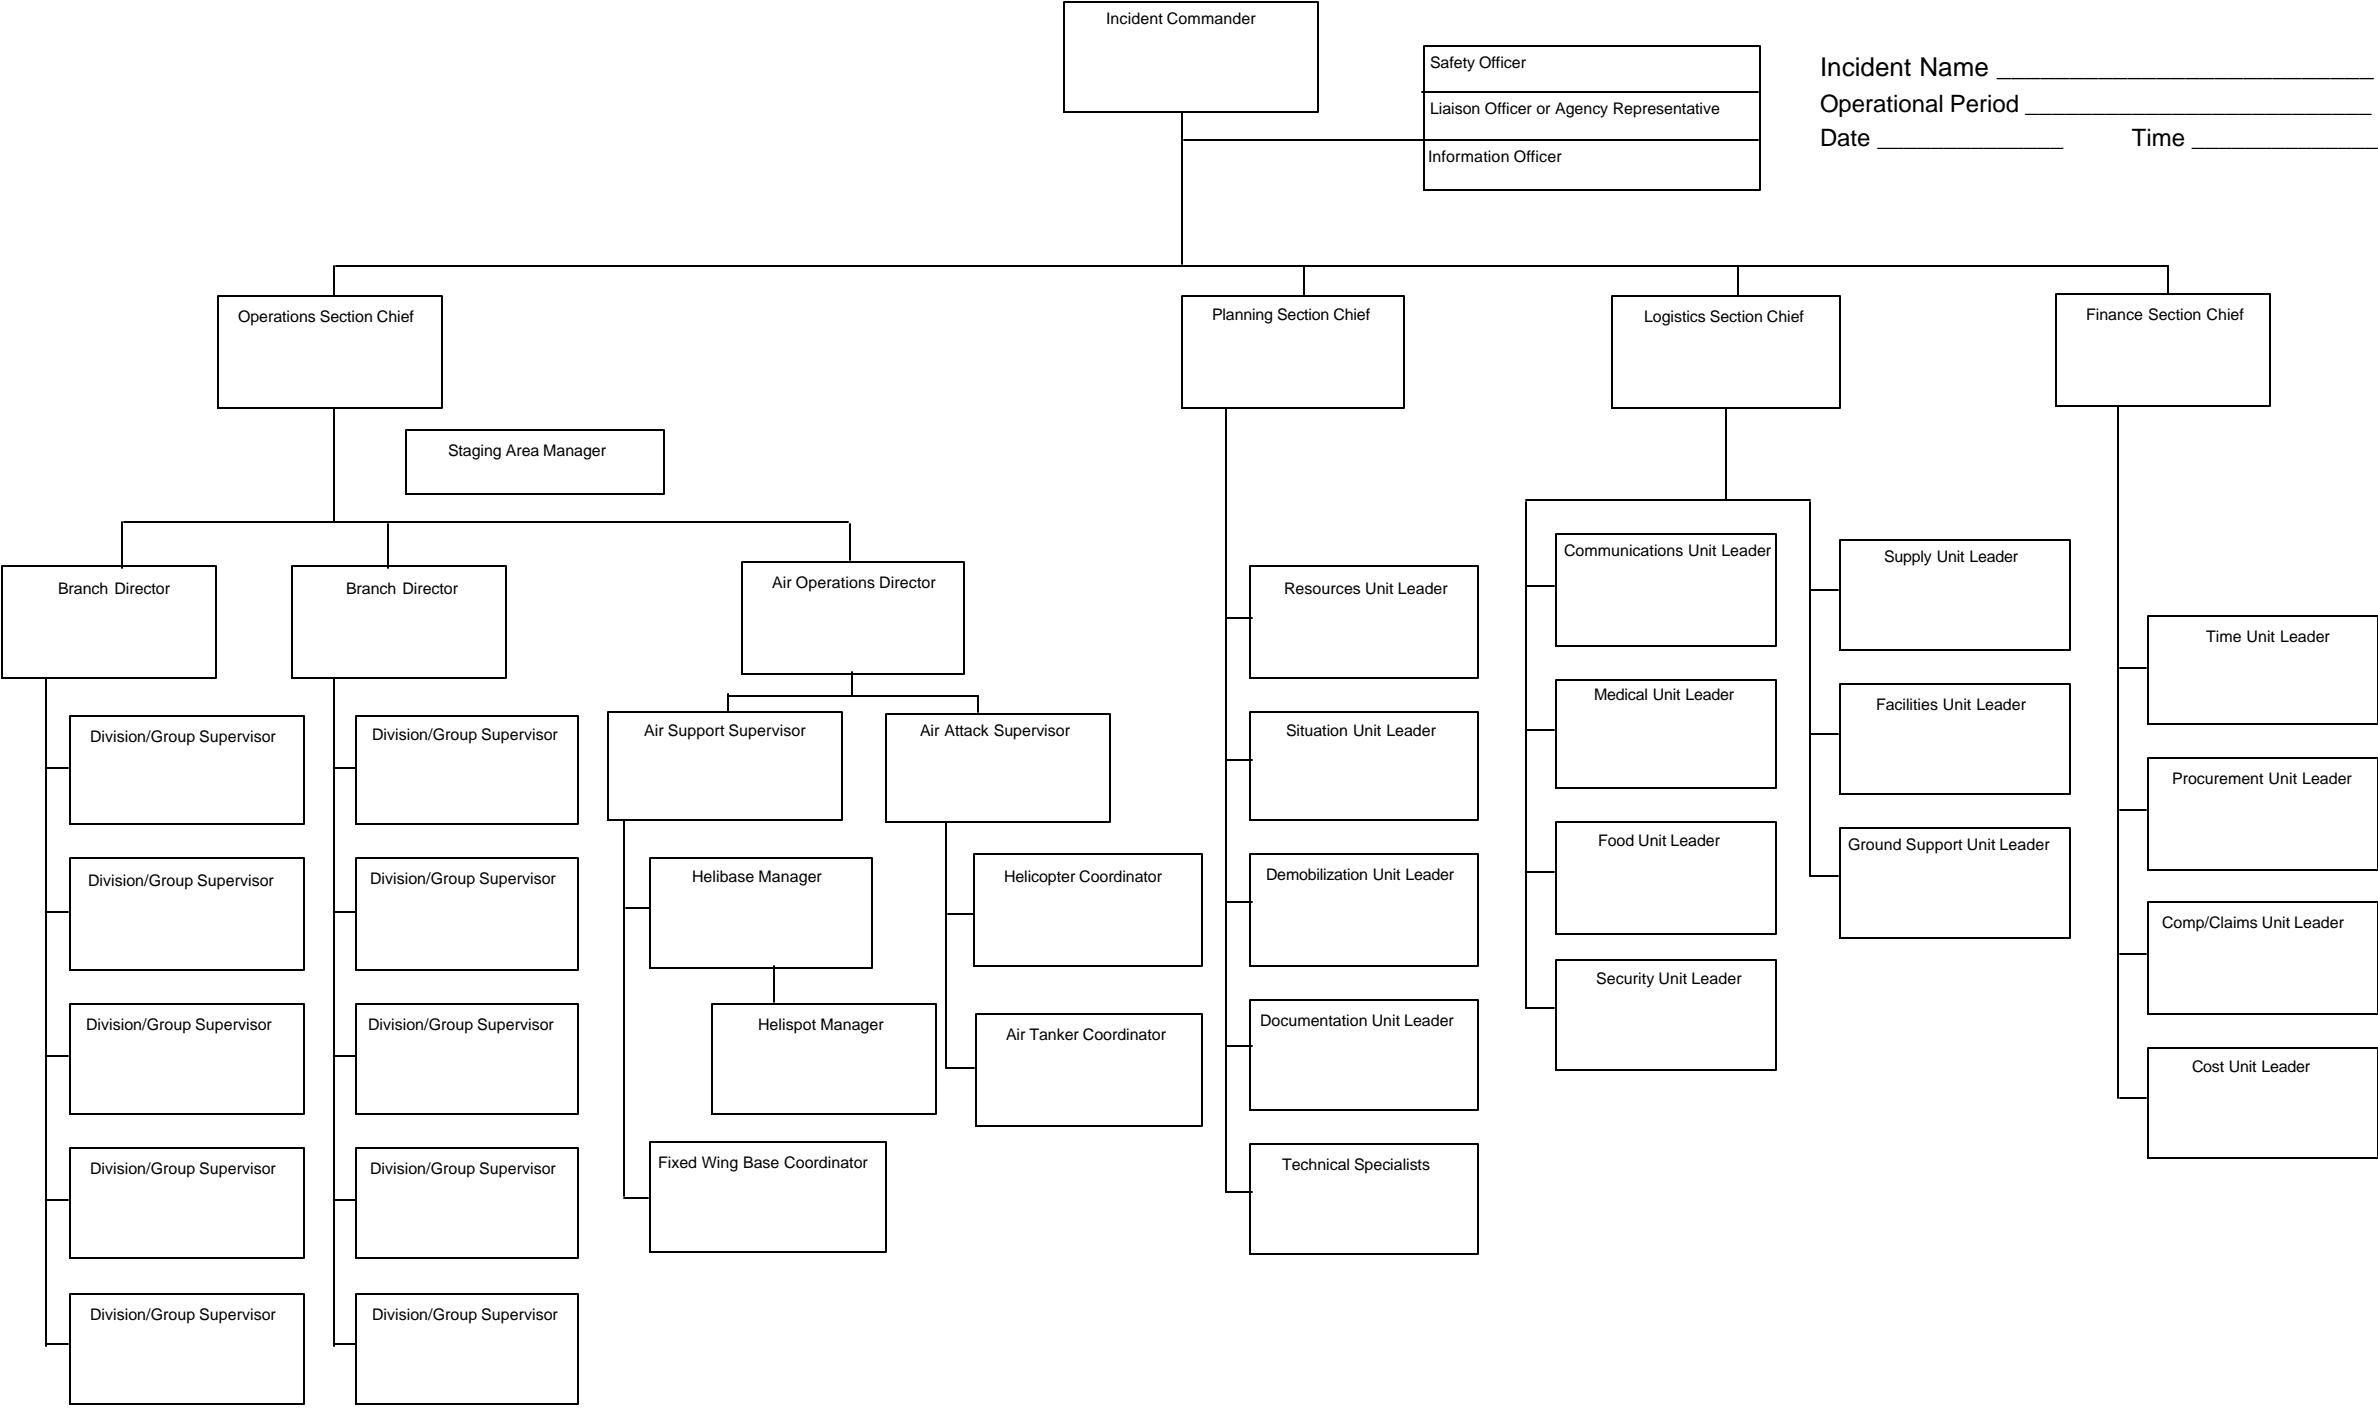 Incident Commander
Safety Officer
Liaison Officer or Agency Representative
Information Officer
Incident Name __________________________
Operational Period __________________________
Date ______________ Time ______________
Operations Section Chief
Planning Section Chief
Logistics Section Chief
Finance Section Chief
Staging Area Manager
Branch Director
Branch Director
Air Operations Director
Division/Group Supervisor
Division/Group Supervisor
Division/Group Supervisor
Division/Group Supervisor
Division/Group Supervisor
Division/Group Supervisor
Division/Group Supervisor
Division/Group Supervisor
Division/Group Supervisor
Division/Group Supervisor
Air Support Supervisor
Air Attack Supervisor
Helibase Manager
Helispot Manager
Fixed Wing Base Coordinator
Helicopter Coordinator
Air Tanker Coordinator
Resources Unit Leader
Situation Unit Leader
Demobilization Unit Leader
Documentation Unit Leader
Technical Specialists
Communications Unit Leader
Medical Unit Leader
Food Unit Leader
Security Unit Leader
Supply Unit Leader
Facilities Unit Leader
Ground Support Unit Leader
Time Unit Leader
Procurement Unit Leader
Comp/Claims Unit Leader
Cost Unit Leader